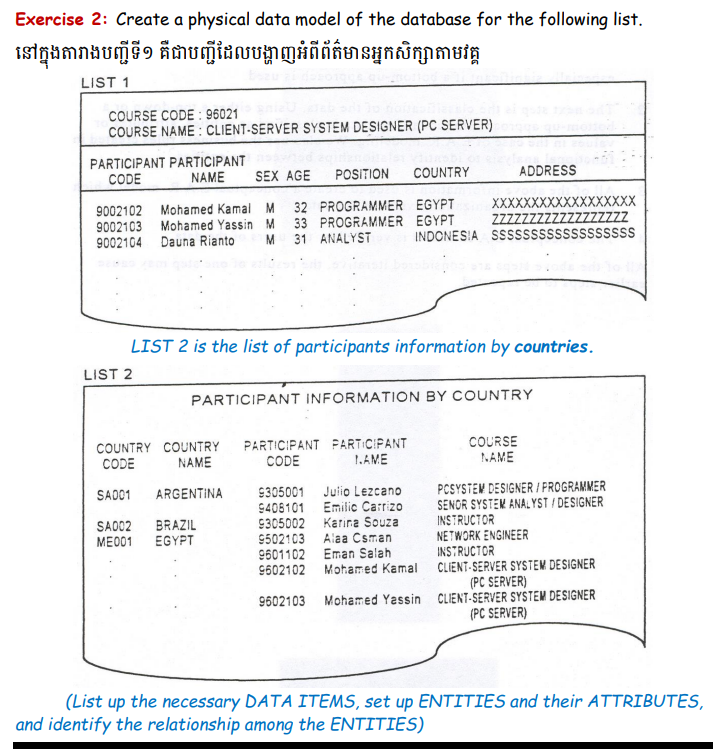 Exercise 2: Create a physical data model of the database for the following list.
នៅក្នុងតារាងបញ្ជីទី១ គឺជាបញ្ជីដែលបង្ហាញអំពីព័ត៌មានអ្នកសិក្សាតាមវគ្គ
LIST 1
COURSE CODE : 96021
COURSE NAME : CLIENT-SERVER SYSTEM DESIGNER (PC SERVER)
PARTICIPANT PARTICIPANT
CODE NAME SEX AGE POSITION COUNTRY ADDRESS
9002102 Mohamed Kamal M 32 PROGRAMMER EGYPT XXXXXXXXXXXXXXXXXXX
9002103 Mohamed Yassin M 33 PROGRAMMER EGYPT ZZZZZZZZZZZZZZZZZZZ
9002104 Dauna Rianto M 31 ANALYST INDONESIA SSSSSSSSSSSSSSSSSSS
LIST 2 is the list of participants information by countries.
LIST 2
PARTICIPANT INFORMATION BY COUNTRY
COUNTRY COUNTRY PARTICIPANT PARTICIPANT COURSE
CODE NAME CODE NAME NAME
SA001 ARGENTINA 9305001 Julio Lezcano PCSYSTEM DESIGNER / PROGRAMMER
9408101 Emilic Carrizo SENOR SYSTEM ANALYST / DESIGNER
SA002 BRAZIL 9305002 Karina Souza INSTRUCTOR
ME001 EGYPT 9502103 Alaa Csman NETWORK ENGINEER
9601102 Eman Salah INSTRUCTOR
9602102 Mohamed Kamal CLIENT-SERVER SYSTEM DESIGNER
(PC SERVER)
9602103 Mohamed Yassin CLIENT-SERVER SYSTEM DESIGNER
(PC SERVER)
(List up the necessary DATA ITEMS, set up ENTITIES and their ATTRIBUTES,
and identify the relationship among the ENTITIES)